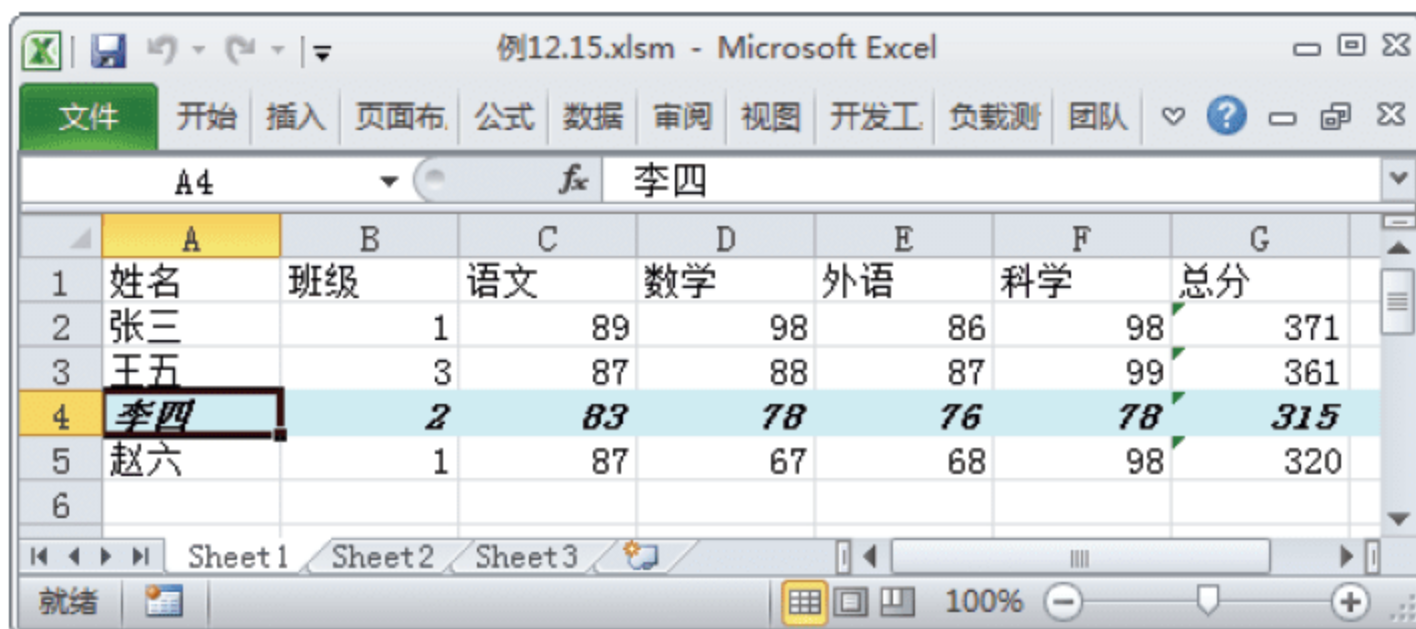 例12.15.xlsm - Microsoft Excel
文件 开始 插入 页面布 公式 数据 审阅 视图 开发工 负载测 团队
A4 fx 李四
A B C D E F G
1 姓名 班级 语文 数学 外语 科学 总分
2 张三 1 89 98 86 98 371
3 王五 3 87 88 87 99 361
4 李四 2 83 78 76 78 315
5 赵六 1 87 67 68 98 320
6
Sheet1 Sheet2 Sheet3
就绪 100%